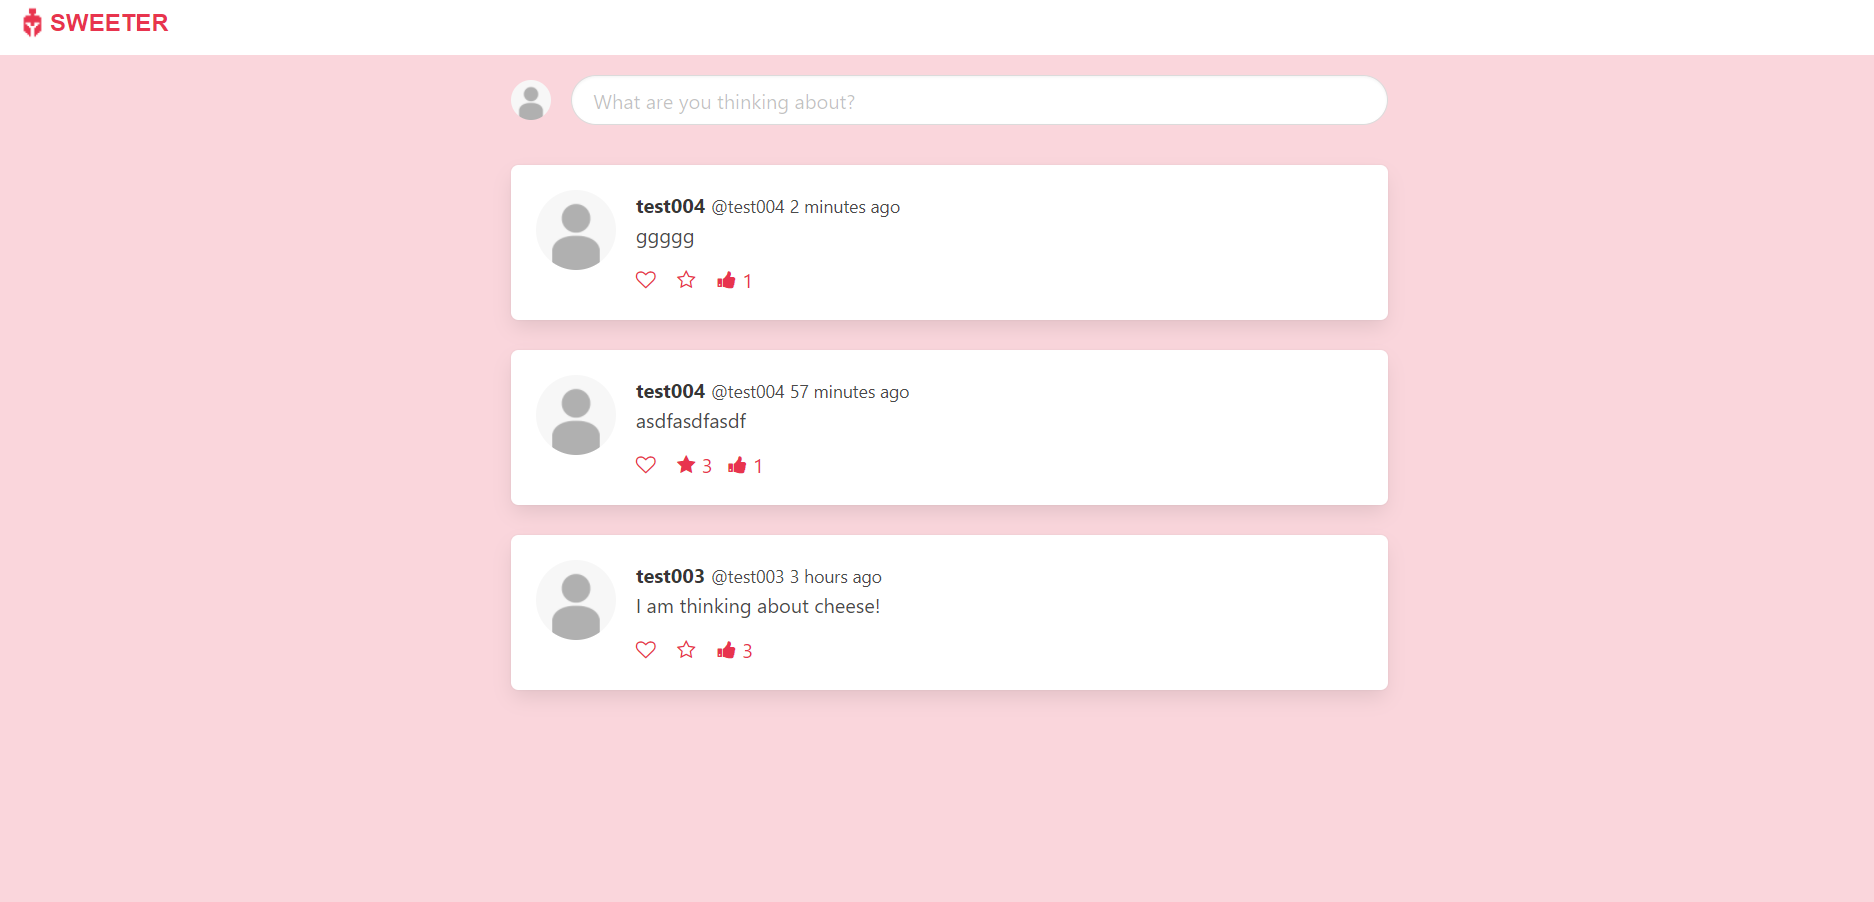 SWEETER
What are you thinking about?
test004 @test004 2 minutes ago
ggggg
1
test004 @test004 57 minutes ago
asdfasdfasdf
3 1
test003 @test003 3 hours ago
I am thinking about cheese!
3